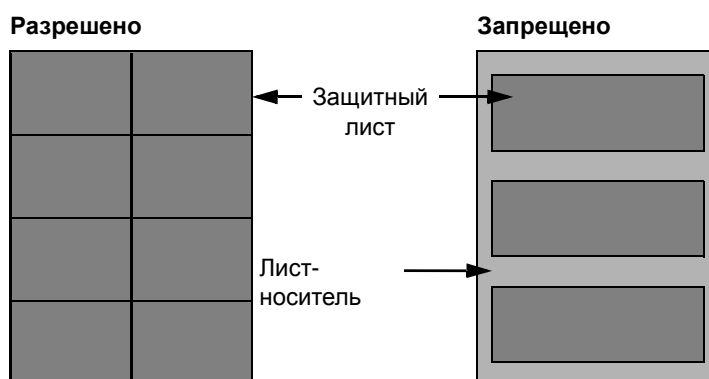 Разрешено
Запрещено
Защитный
лист
Лист-
носитель